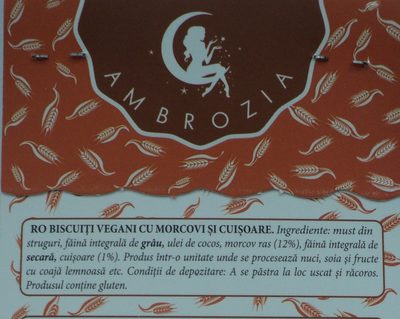 AMBROZIA
RO BISCUIȚI VEGANI CU MORCOVI ȘI CUIȘOARE. Ingrediente: must din
struguri, făină integrală de grâu, ulei de cocos, morcov ras (12%), făină integrală de
secară, cuișoare (1%). Produs într-o unitate unde se procesează nuci, soia și fructe
cu coajă lemnoasă etc. Condiții de depozitare: A se păstra la loc uscat și răcoros.
Produsul conține gluten.